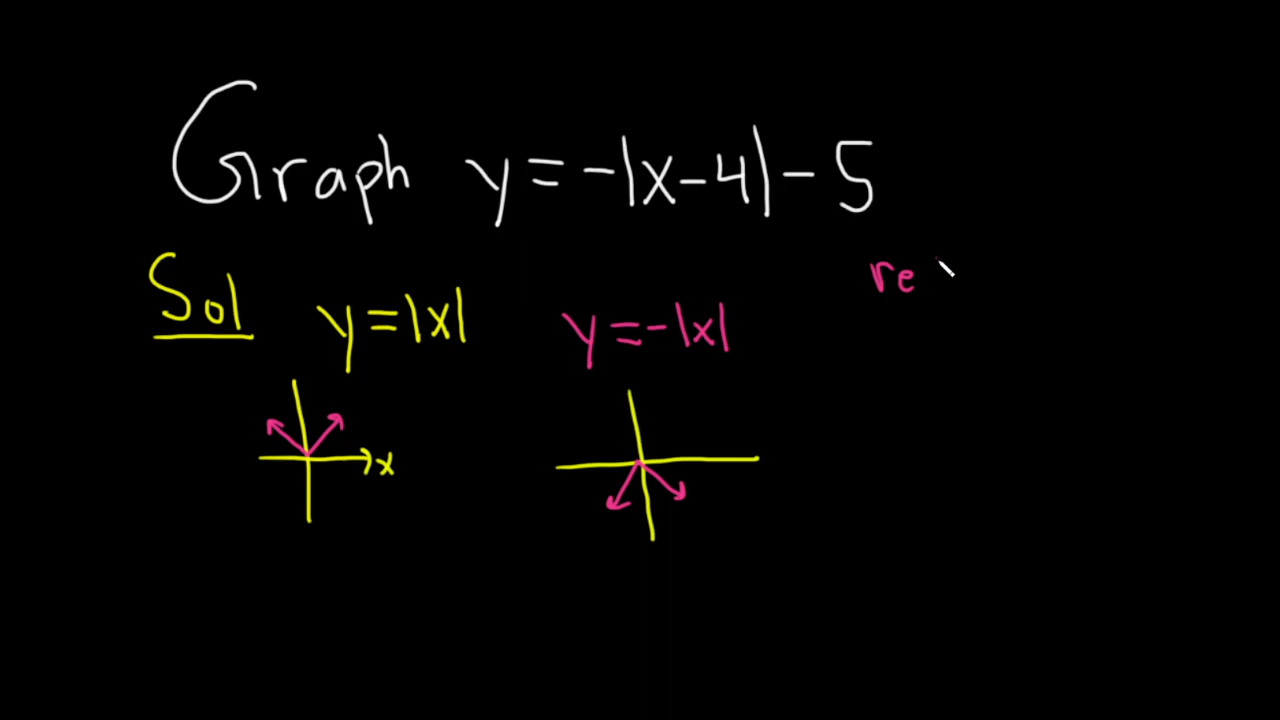 Graph y = -|x-4| - 5
re
Sol y = |x| y = -|x|
x